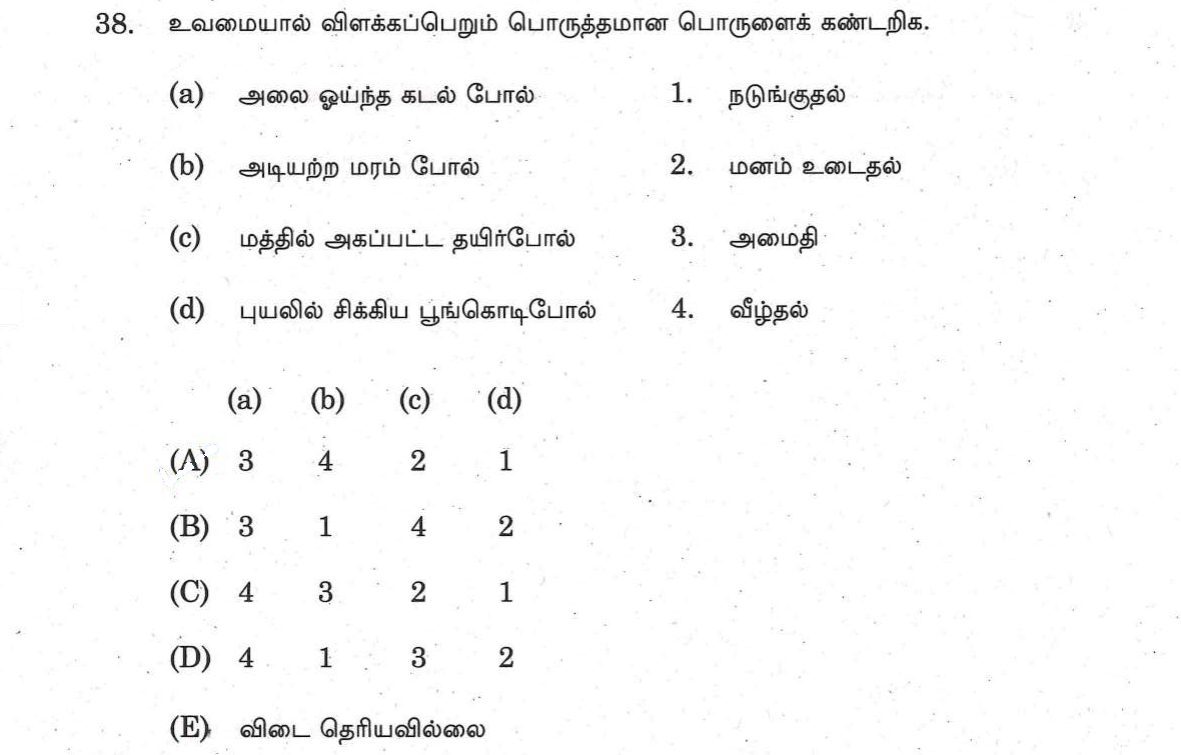 38. உவமையால் விளக்கப்பெறும் பொருத்தமான பொருளைக் கண்டறிக.
(a) அலை ஓய்ந்த கடல் போல் 1. நடுங்குதல்
(b) அடியற்ற மரம் போல் 2. மனம் உடைதல்
(c) மத்தில் அகப்பட்ட தயிர்போல் 3. அமைதி
(d) புயலில் சிக்கிய பூங்கொடிபோல் 4. வீழ்தல்
(a) (b) (c) (d)
(A) 3 4 2 1
(B) 3 1 4 2
(C) 4 3 2 1
(D) 4 1 3 2
(E) விடை தெரியவில்லை